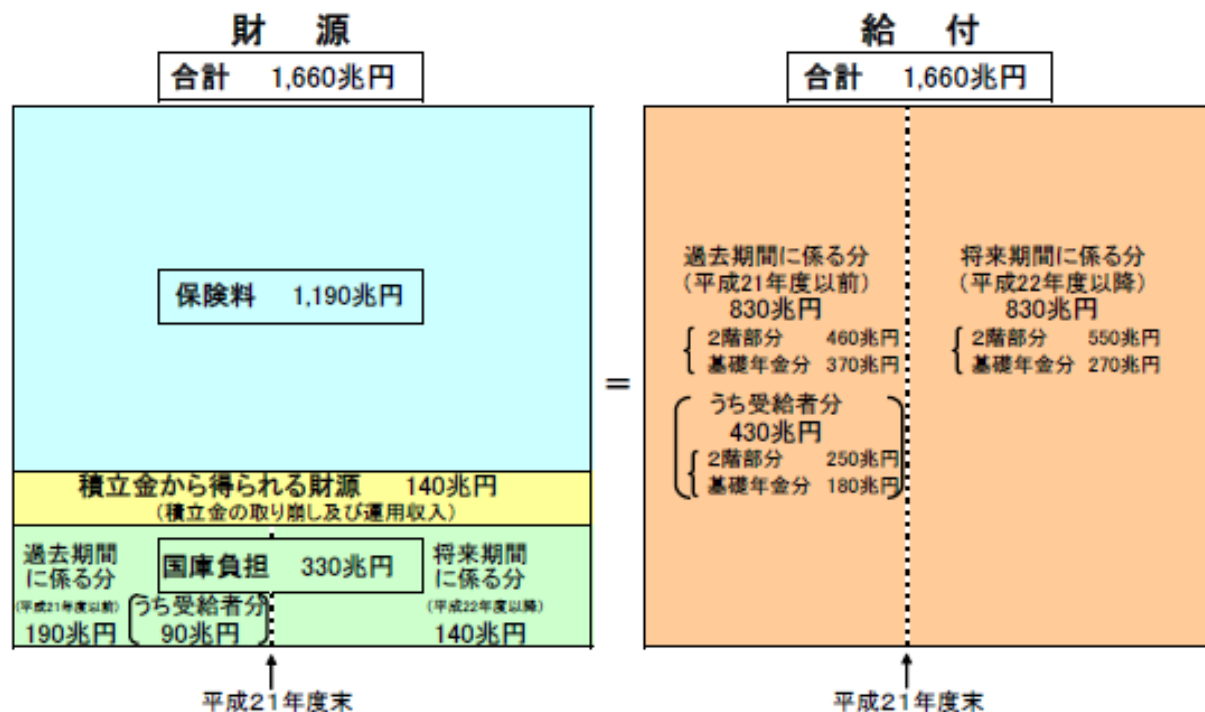 財 源
合計 1,660兆円
保険料 1,190兆円
積立金から得られる財源 140兆円
(積立金の取り崩し及び運用収入)
国庫負担 330兆円
過去期間
に係る分
(平成21年度以前)
190兆円
うち受給者分
90兆円
将来期間
に係る分
(平成22年度以降)
140兆円
平成21年度末
=
給 付
合計 1,660兆円
過去期間に係る分
(平成21年度以前)
830兆円
2階部分 460兆円
基礎年金分 370兆円
うち受給者分
430兆円
2階部分 250兆円
基礎年金分 180兆円
将来期間に係る分
(平成22年度以降)
830兆円
2階部分 550兆円
基礎年金分 270兆円
平成21年度末